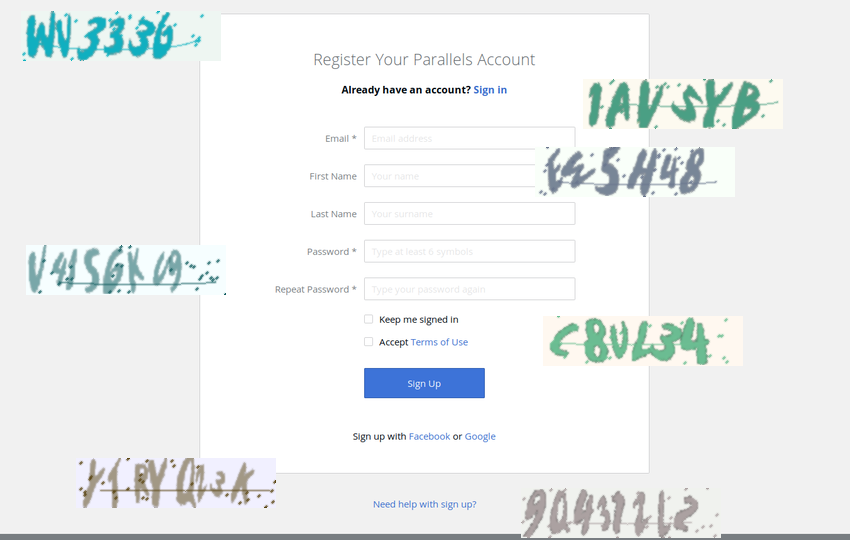 WV3336
Register Your Parallels Account
Already have an account? Sign in
1AVSYB
Email * Email address
First Name Your name
Last Name Your surname
Password * Type at least 6 symbols
Repeat Password * Type your password again
Keep me signed in
C8VL34
Accept Terms of Use
Sign Up
Sign up with Facebook or Google
Need help with sign up?